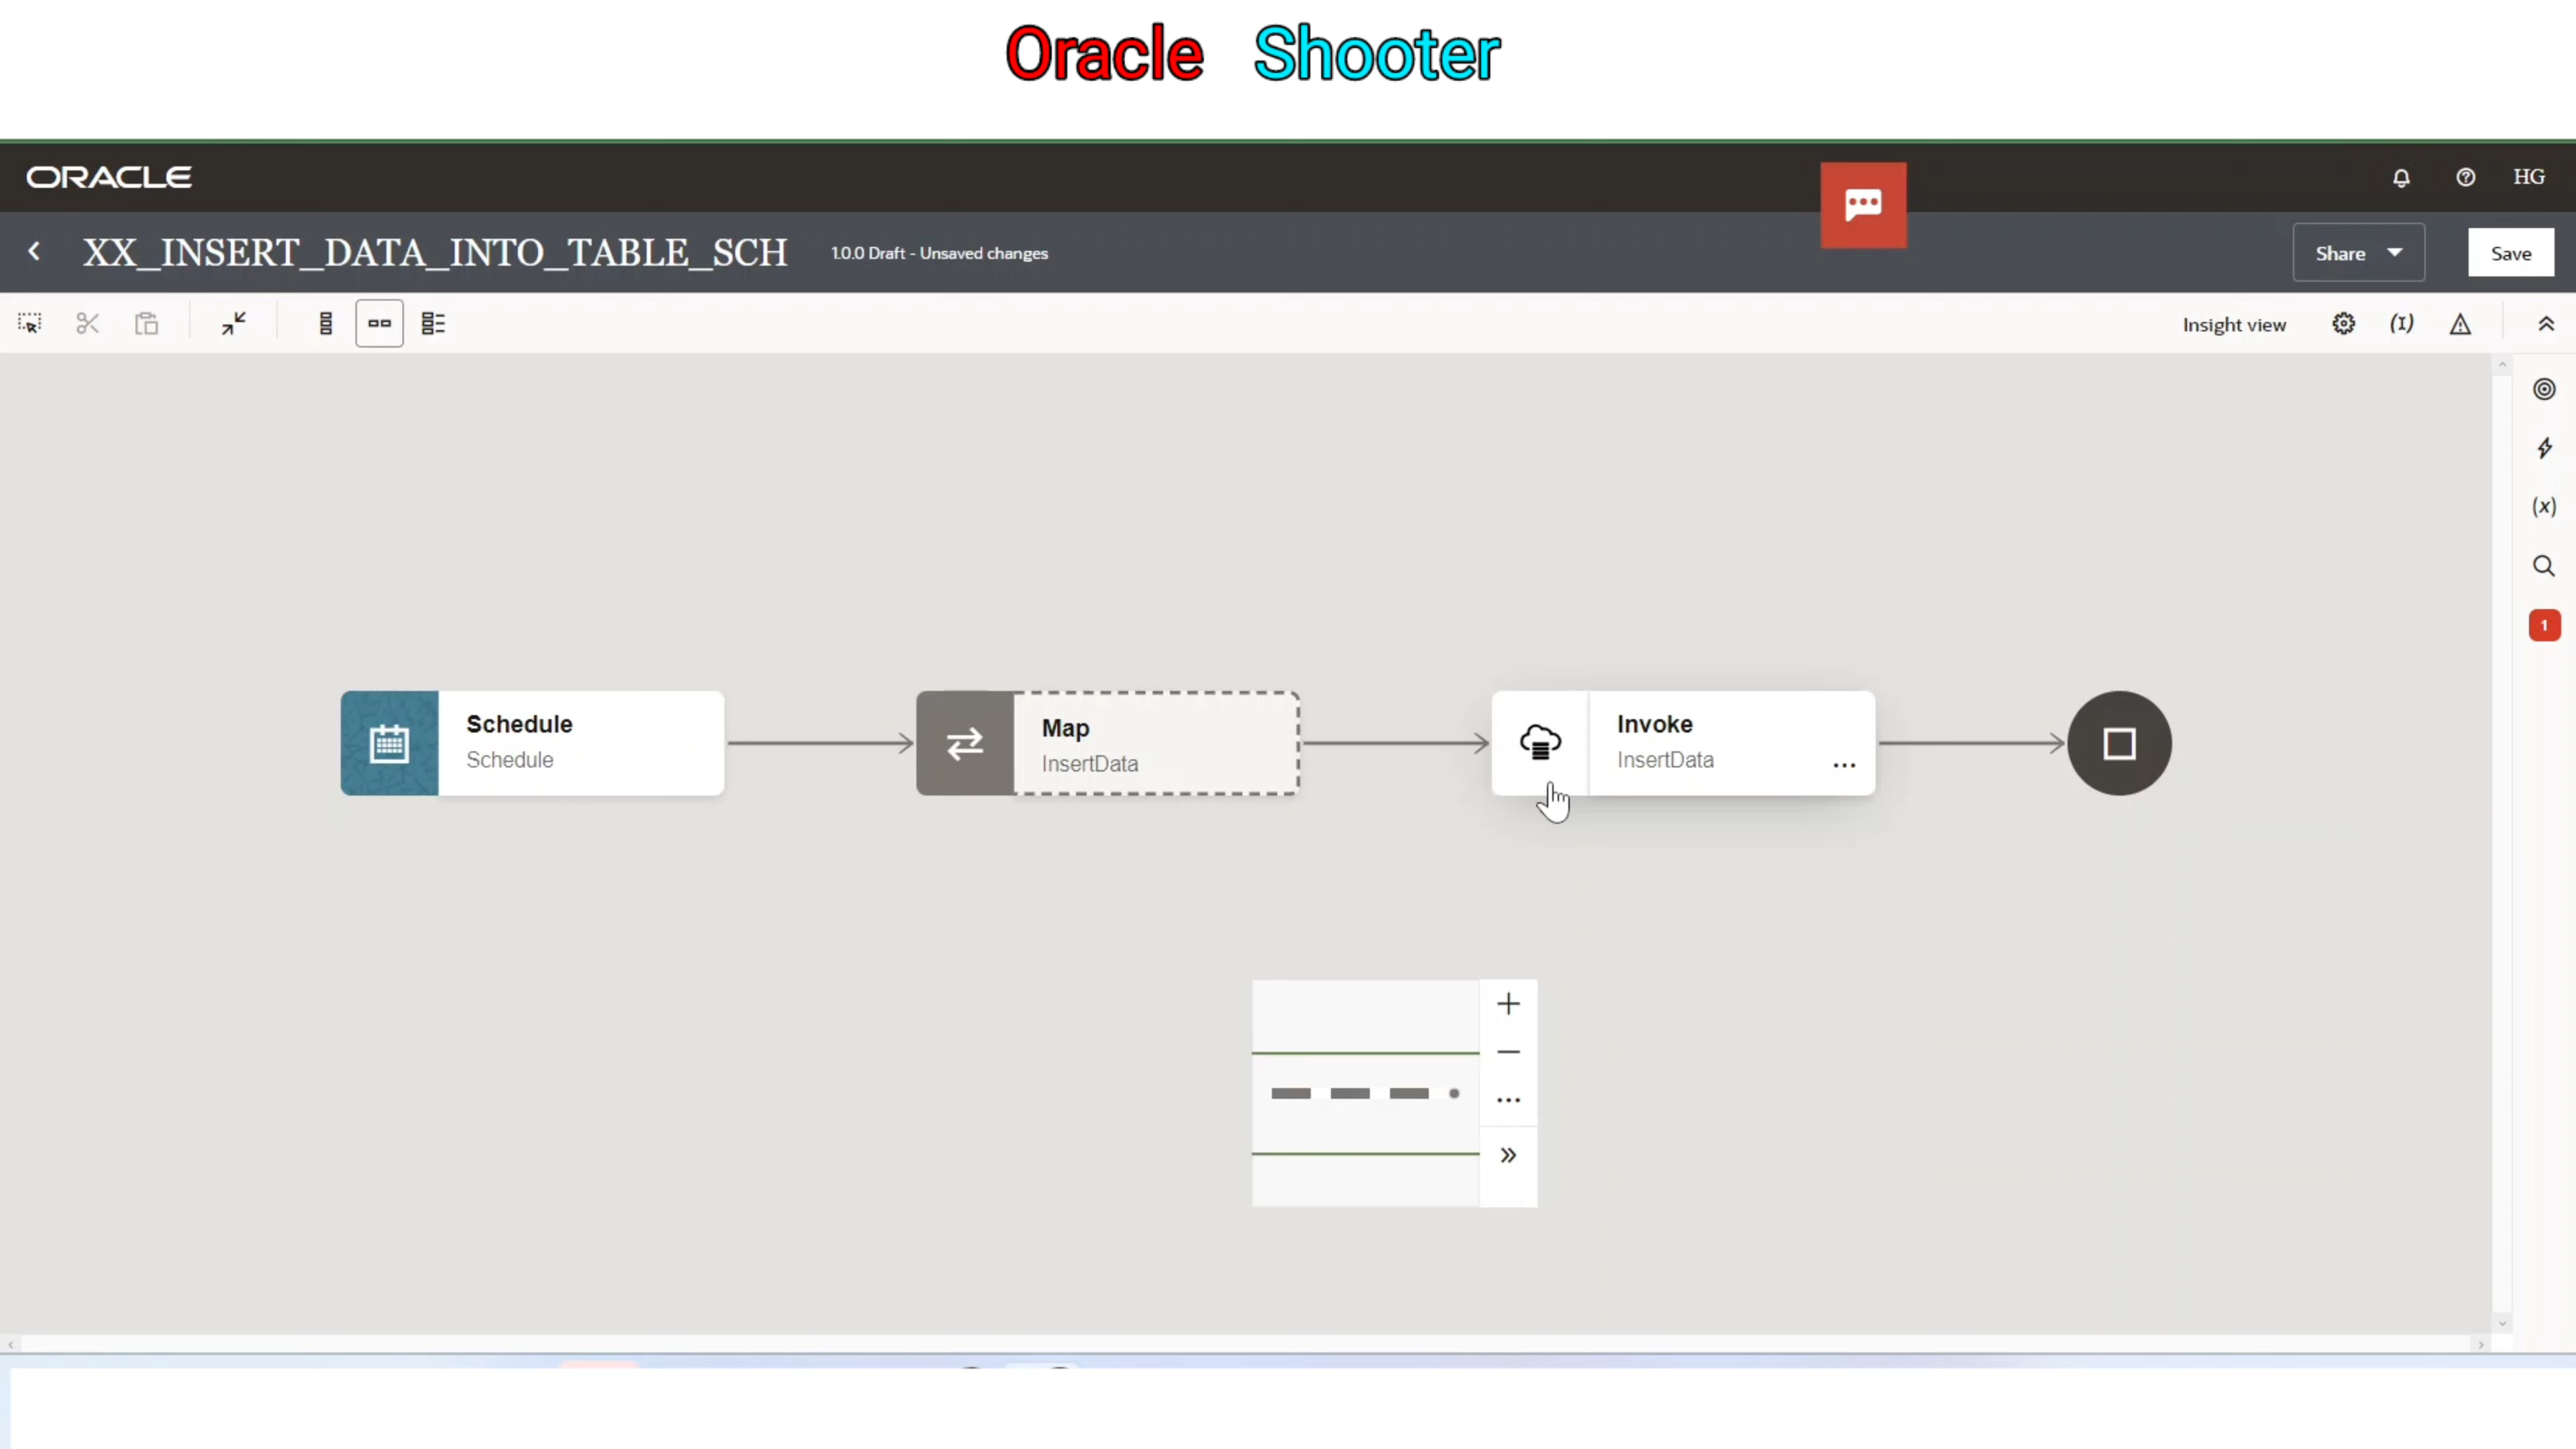 Oracle Shooter
ORACLE
HG
XX_INSERT_DATA_INTO_TABLE_SCH
1.0.0 Draft - Unsaved changes
Share
Save
Insight view
(I)
(x)
1
Schedule
Schedule
Map
InsertData
Invoke
InsertData